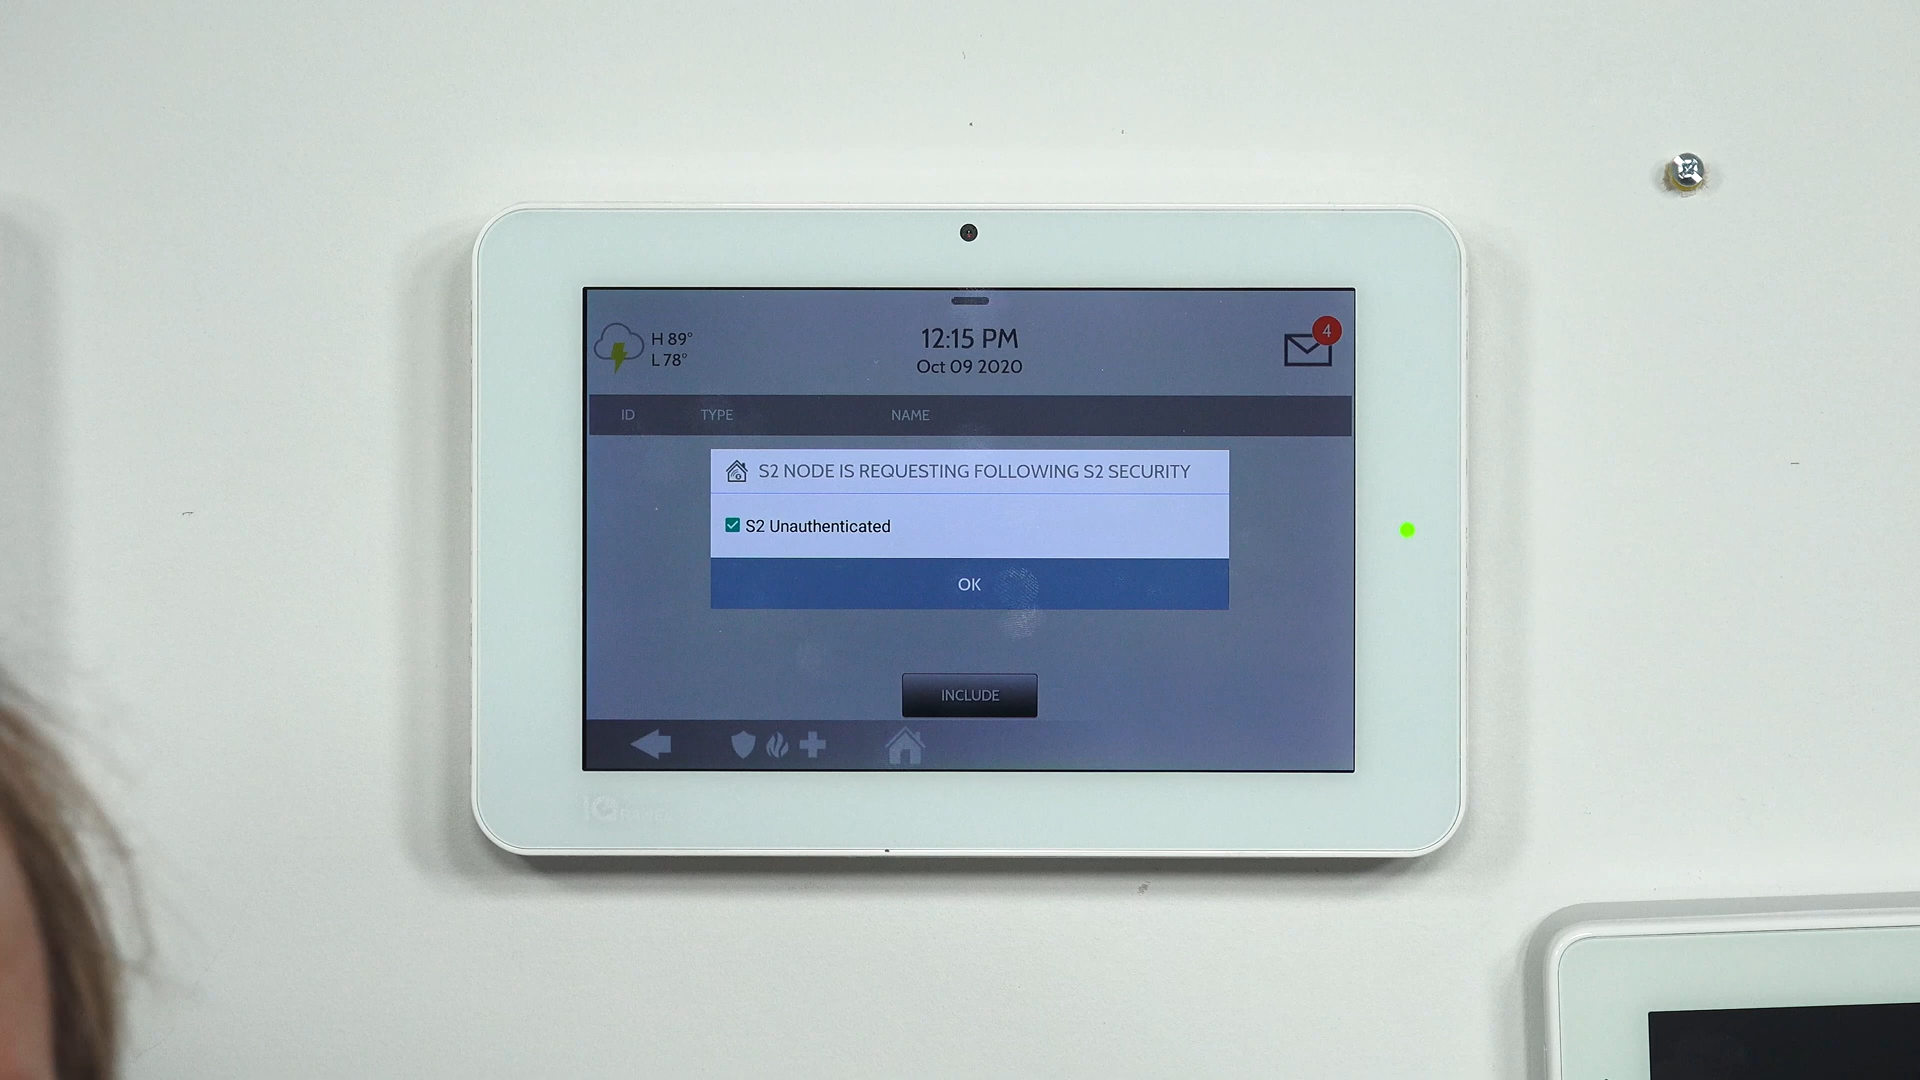 H 89°
L 78°
12:15 PM
Oct 09 2020
4
ID TYPE NAME
S2 NODE IS REQUESTING FOLLOWING S2 SECURITY
S2 Unauthenticated
OK
INCLUDE
IQ